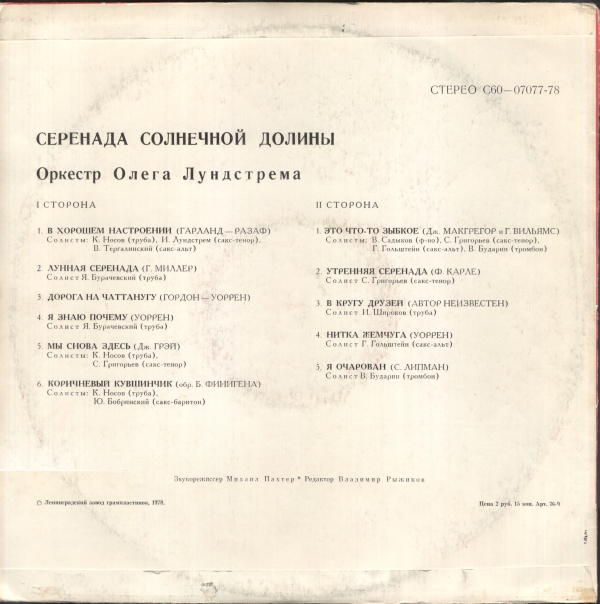 СТЕРЕО С60—07077-78
СЕРЕНАДА СОЛНЕЧНОЙ ДОЛИНЫ
Оркестр Олега Лундстрема
I СТОРОНА
1. В ХОРОШЕМ НАСТРОЕНИИ (ГАРЛАНД—РАЗАФ)
Солисты: К. Носов (труба), И. Лундстрем (сакс-тенор),
В. Тергалинский (сакс-альт)
2. ЛУННАЯ СЕРЕНАДА (Г. МИЛЛЕР)
Солист Я. Бурачевский (труба)
3. ДОРОГА НА ЧАТТАНУГУ (ГОРДОН—УОРРЕН)
4. Я ЗНАЮ ПОЧЕМУ (УОРРЕН)
Солист Я. Бурачевский (труба)
5. МЫ СНОВА ЗДЕСЬ (Дж. ГРЭЙ)
Солисты: К. Носов (труба),
С. Григорьев (сакс-тенор)
6. КОРИЧНЕВЫЙ КУВШИНЧИК (обр. Б. ФИНИГЕНА)
Солисты: К. Носов (труба),
Ю. Бобринский (сакс-баритон)
II СТОРОНА
1. ЭТО ЧТО-ТО ЗЫБКОЕ (Дж. МАКГРЕГОР и Г. ВИЛЬЯМС)
Солисты: В. Садыков (ф-но), С. Григорьев (сакс-тенор),
Г. Гольштейн (сакс-альт), В. Бударин (тромбон)
2. УТРЕННЯЯ СЕРЕНАДА (Ф. КАРЛЕ)
Солист С. Григорьев (сакс-тенор)
3. В КРУГУ ДРУЗЕЙ (АВТОР НЕИЗВЕСТЕН)
Солист И. Широков (труба)
4. НИТКА ЖЕМЧУГА (УОРРЕН)
Солист Г. Гольштейн (сакс-альт)
5. Я ОЧАРОВАН (С. ЛИПМАН)
Солист В. Бударин (тромбон)
Звукорежиссер Михаил Пахтер * Редактор Владимир Рыжиков
Ленинградский завод грампластинок, 1978.
Цена 2 руб. 15 коп. Арт. 26-9